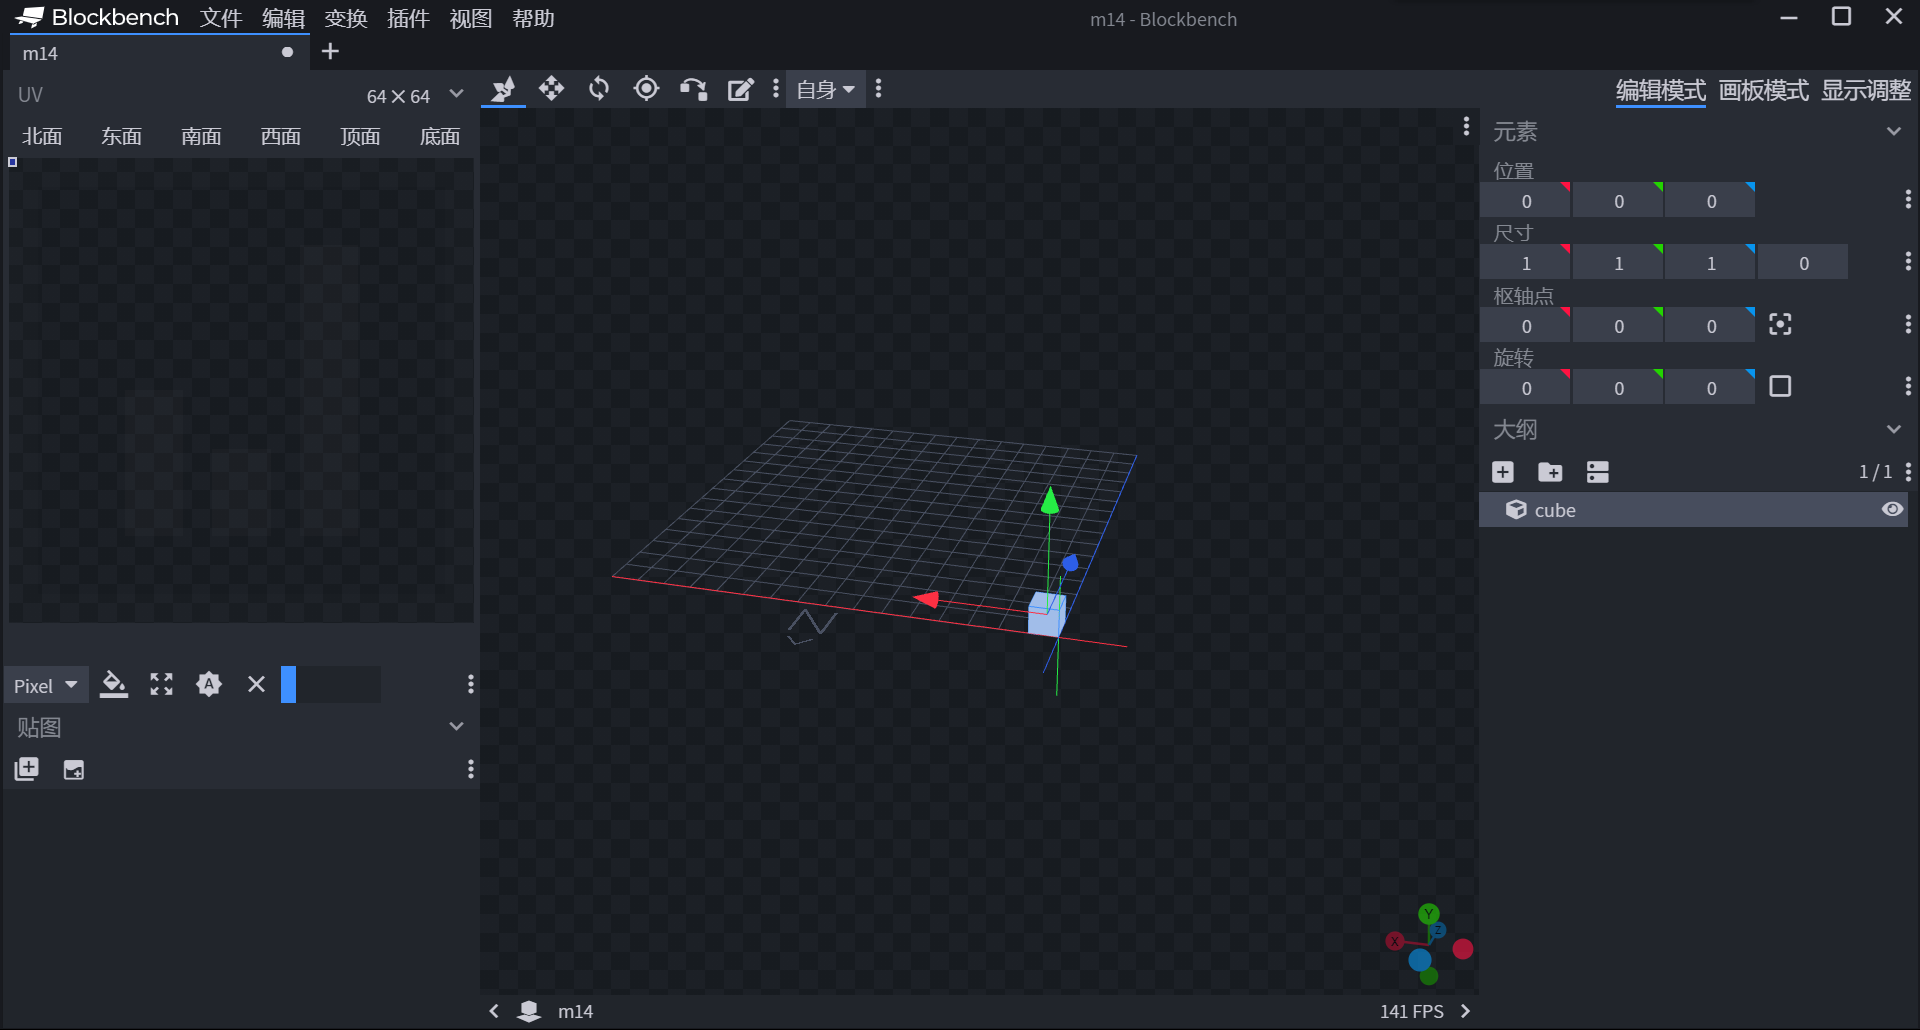 Blockbench 文件 编辑 变换 插件 视图 帮助
m14 - Blockbench
m14
UV
64 × 64
自身
编辑模式 画板模式 显示调整
北面 东面 南面 西面 顶面 底面
元素
位置
0 0 0
尺寸
1 1 1 0
枢轴点
0 0 0
旋转
0 0 0
大纲
1 / 1
cube
Pixel
A
贴图
Y
Z
X
m14
141 FPS